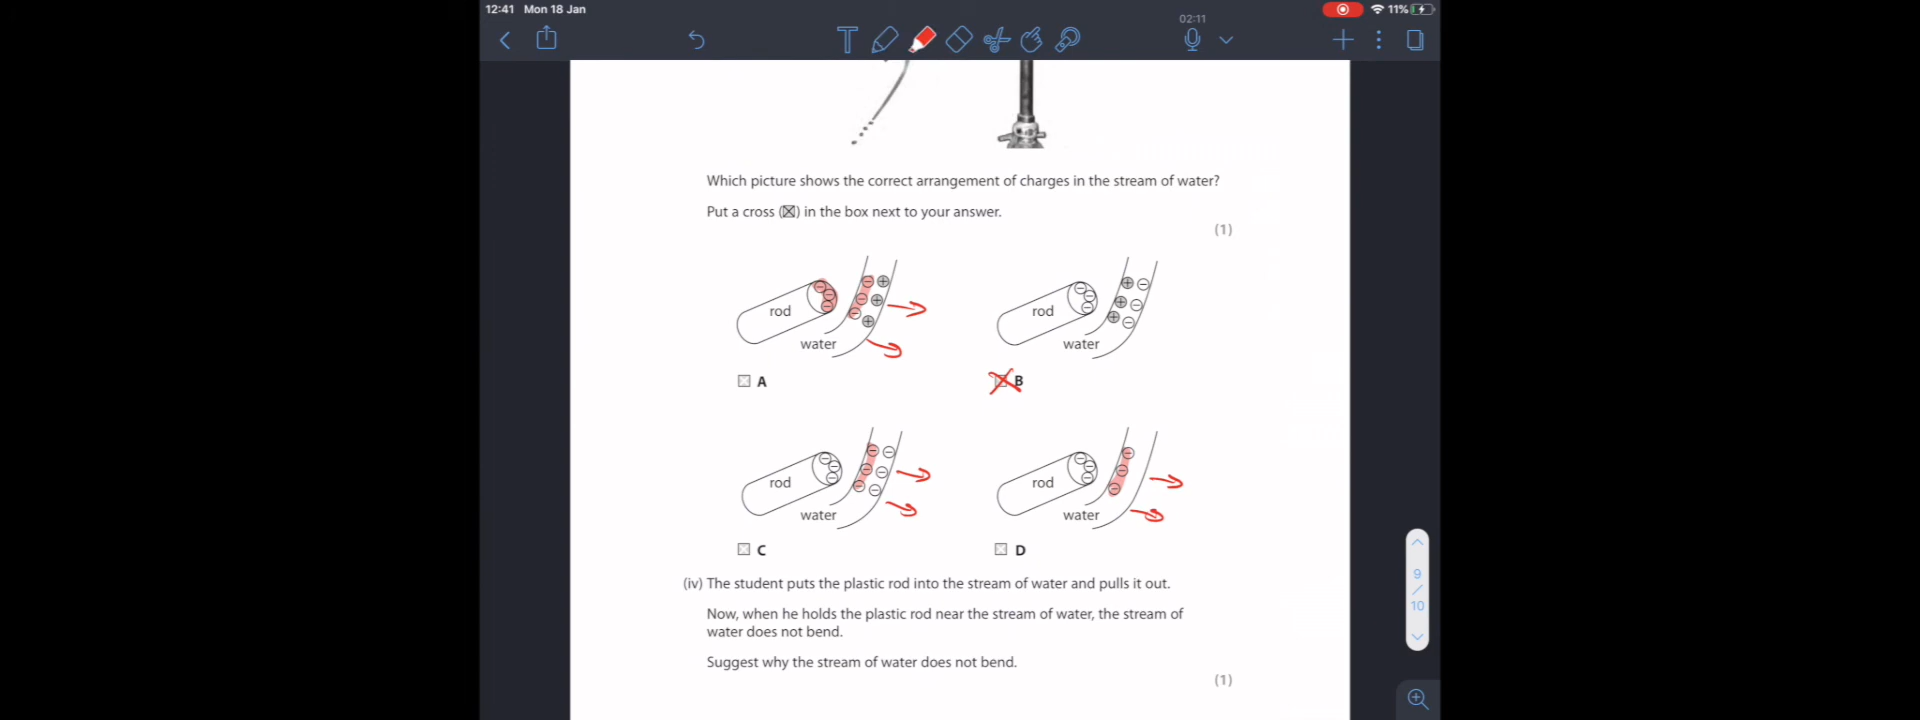 12:41 Mon 18 Jan
11%
02:11
Which picture shows the correct arrangement of charges in the stream of water?
Put a cross (☒) in the box next to your answer.
(1)
rod
water
A
rod
water
B
rod
water
C
rod
water
D
(iv) The student puts the plastic rod into the stream of water and pulls it out.
Now, when he holds the plastic rod near the stream of water, the stream of
water does not bend.
Suggest why the stream of water does not bend.
(1)
9
/
10